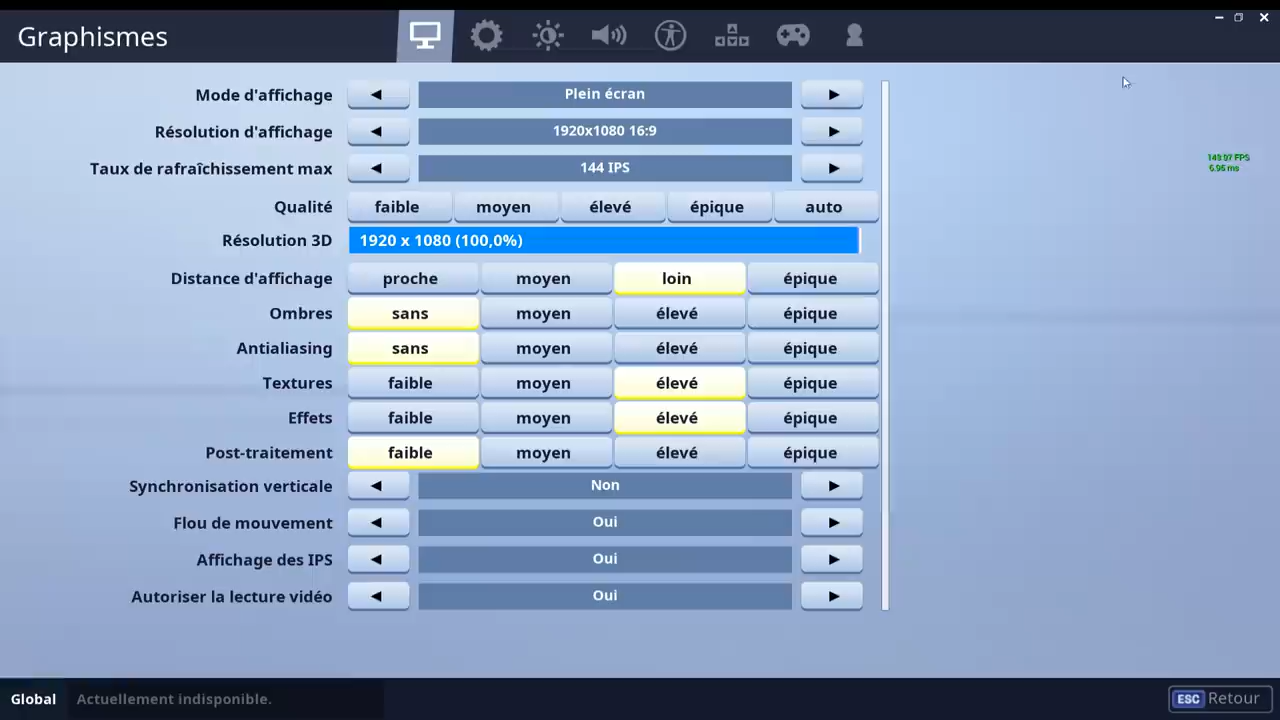 Graphismes
Mode d'affichage Plein écran
Résolution d'affichage 1920x1080 16:9
Taux de rafraîchissement max 144 IPS
Qualité faible moyen élevé épique auto
Résolution 3D 1920 x 1080 (100,0%)
Distance d'affichage proche moyen loin épique
Ombres sans moyen élevé épique
Antialiasing sans moyen élevé épique
Textures faible moyen élevé épique
Effets faible moyen élevé épique
Post-traitement faible moyen élevé épique
Synchronisation verticale Non
Flou de mouvement Oui
Affichage des IPS Oui
Autoriser la lecture vidéo Oui
FPS
6.96 ms
Global Actuellement indisponible.
ESC Retour